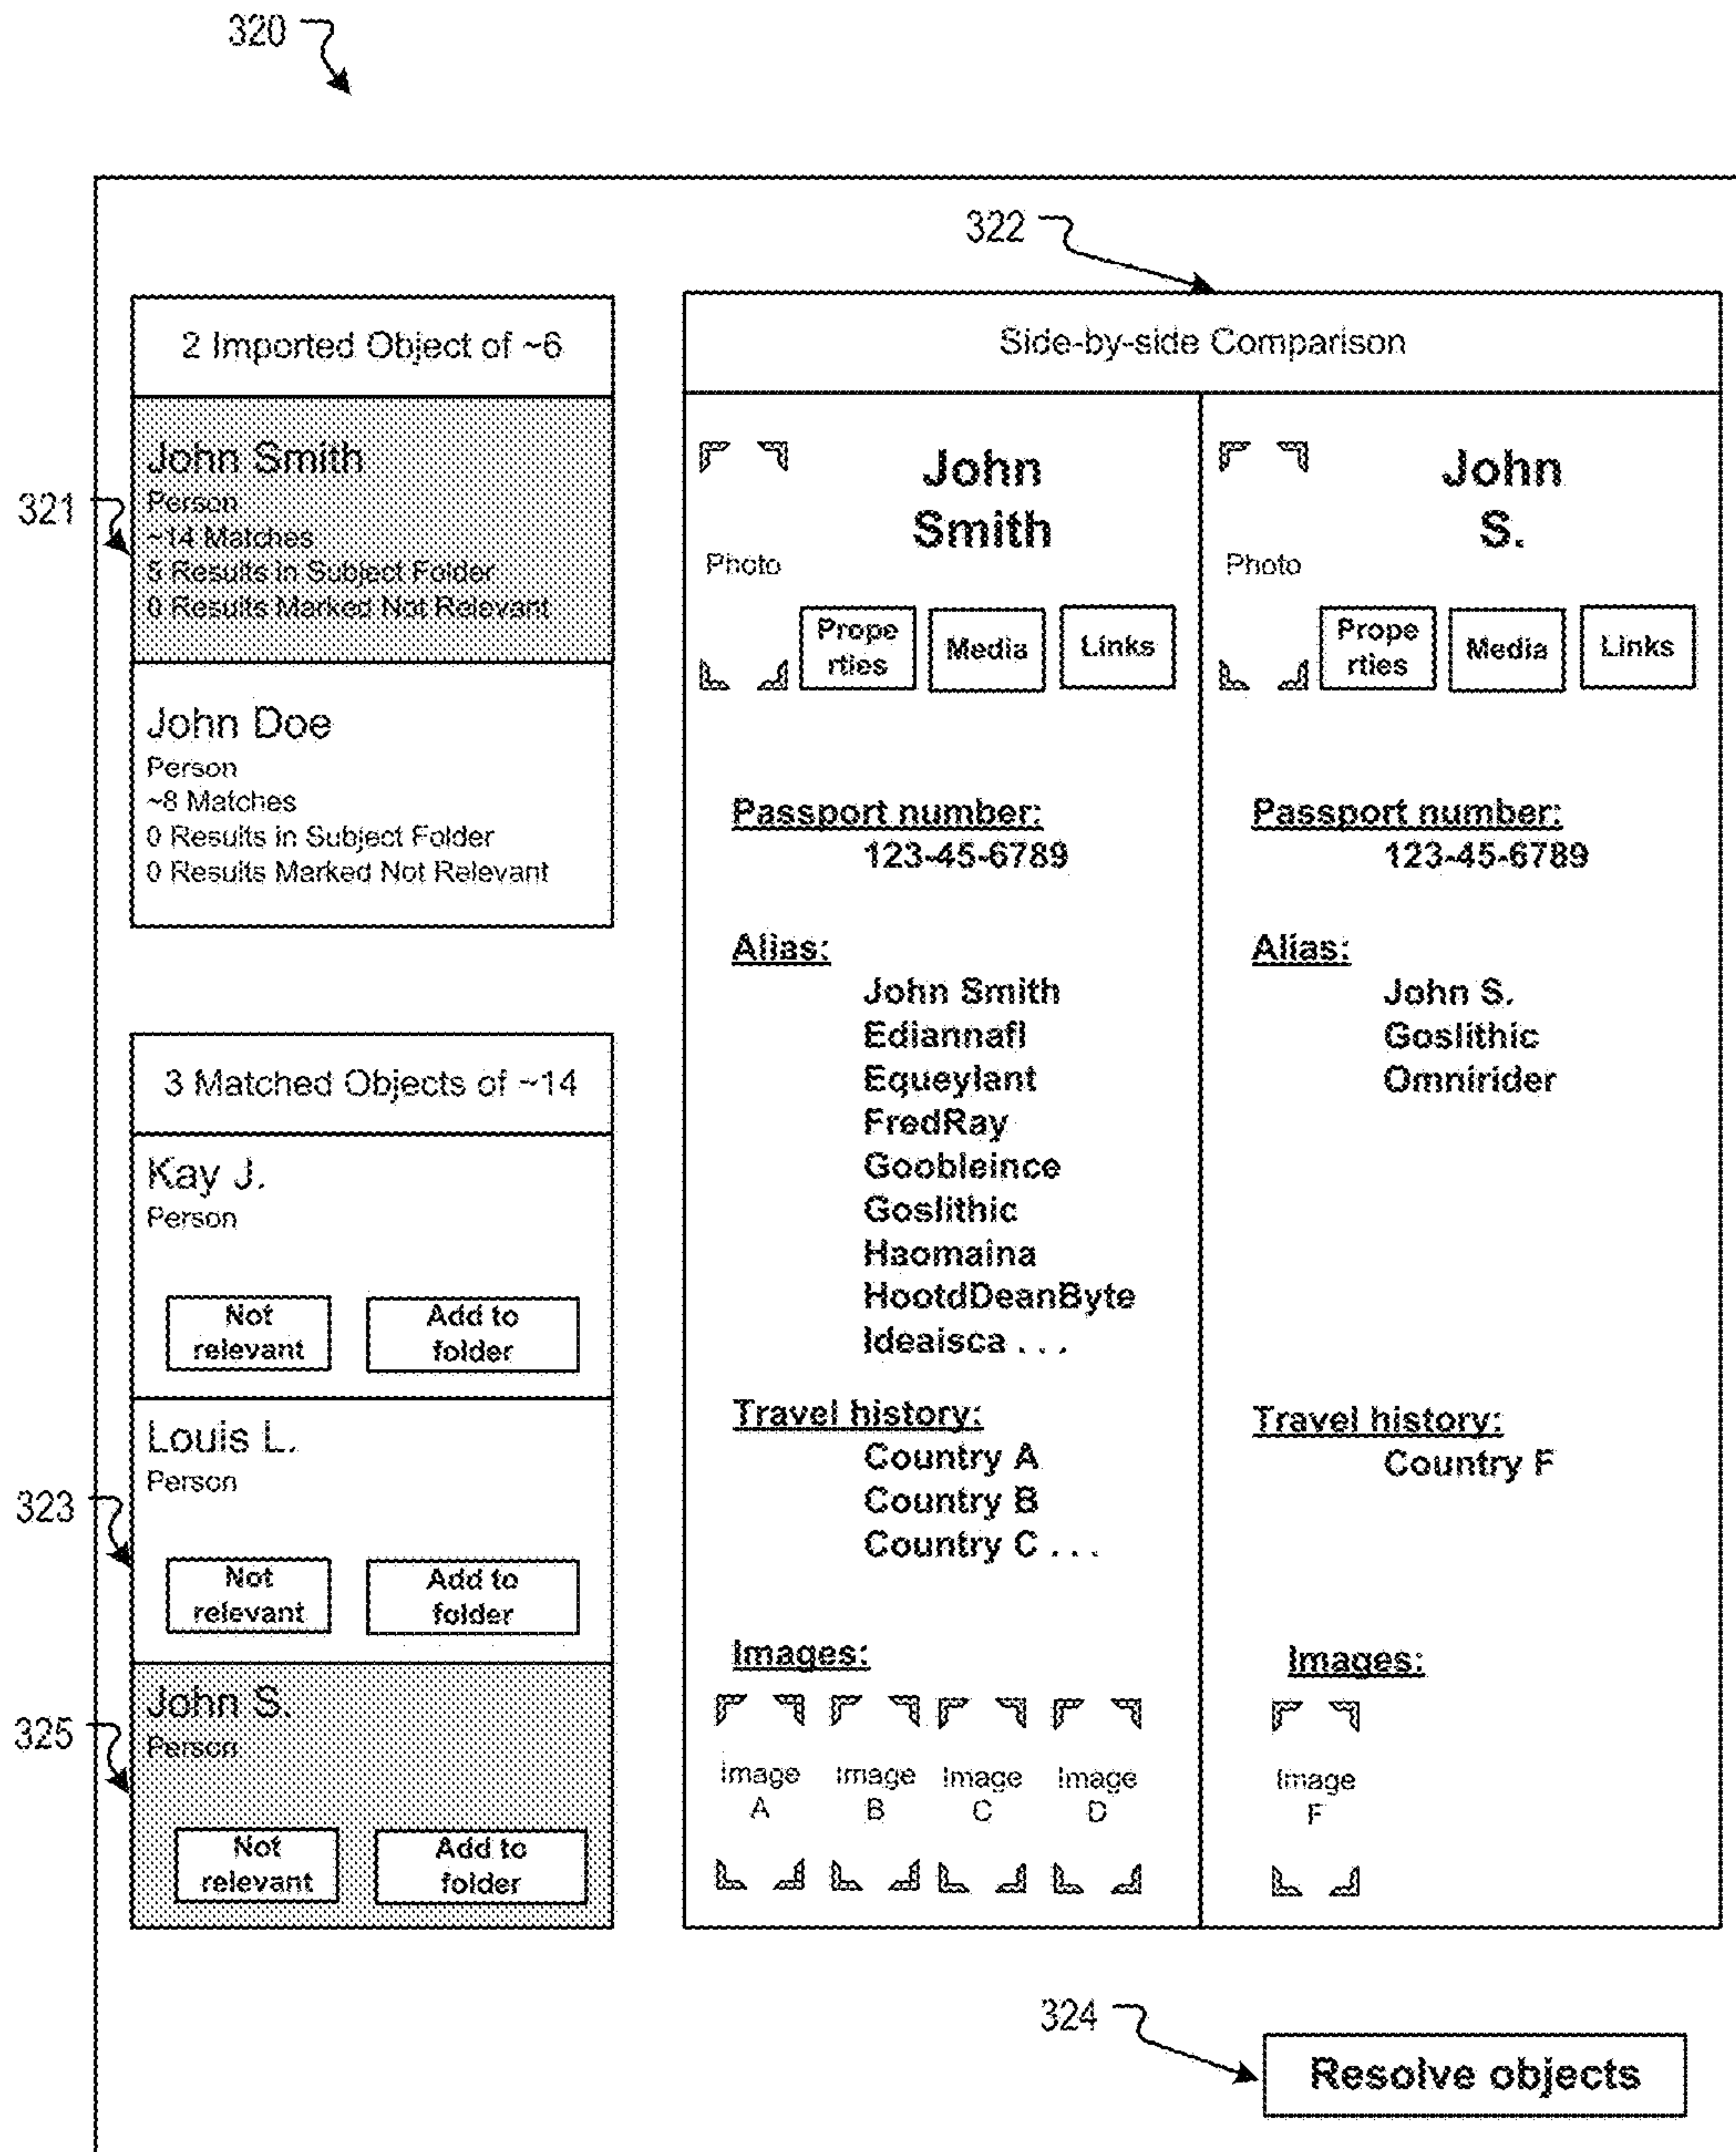 320
322
2 Imported Object of ~6
321
John Smith
Person
~14 Matches
5 Results in Subject Folder
0 Results Marked Not Relevant
John Doe
Person
~8 Matches
0 Results in Subject Folder
0 Results Marked Not Relevant
3 Matched Objects of ~14
Kay J.
Person
Not
relevant
Add to
folder
323
Louis L.
Person
Not
relevant
Add to
folder
325
John S.
Person
Not
relevant
Add to
folder
Side-by-side Comparison
Photo
John
Smith
Prope
rties
Media
Links
Passport number:
123-45-6789
Alias:
John Smith
Ediannafl
Equeylant
FredRay
Goobleince
Goslithic
Haomaina
HootdDeanByte
Ideaisca . . .
Travel history:
Country A
Country B
Country C . . .
Images:
Image
A
Image
B
Image
C
Image
D
Photo
John
S.
Prope
rties
Media
Links
Passport number:
123-45-6789
Alias:
John S.
Goslithic
Omnirider
Travel history:
Country F
Images:
Image
F
324
Resolve objects